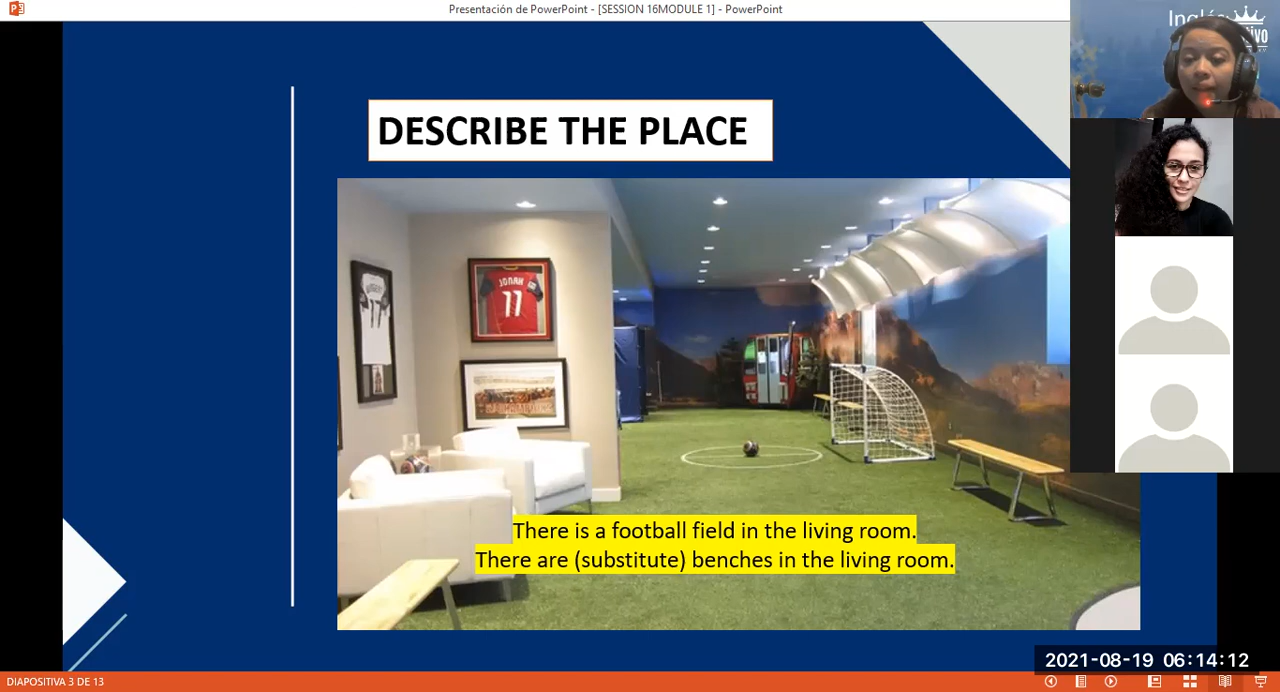 Presentación de PowerPoint - [SESSION 16MODULE 1] - PowerPoint
DESCRIBE THE PLACE
JONAH
11
There is a football field in the living room.
There are (substitute) benches in the living room.
2021-08-19 06:14:12
DIAPOSITIVA 3 DE 13